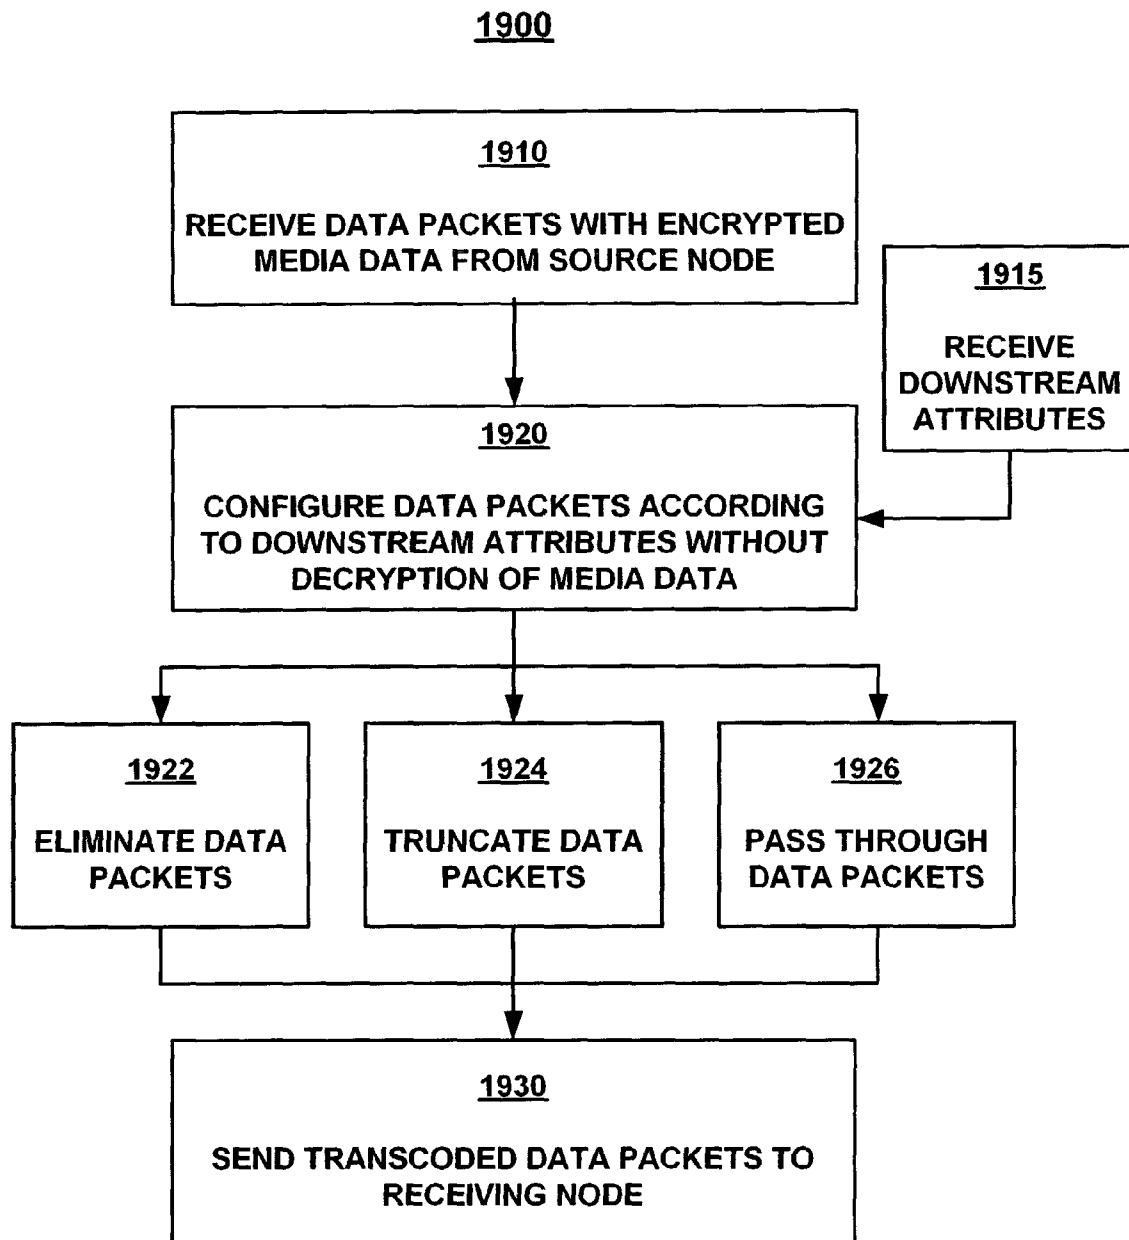 1900
1910
RECEIVE DATA PACKETS WITH ENCRYPTED
MEDIA DATA FROM SOURCE NODE
1915
RECEIVE
DOWNSTREAM
ATTRIBUTES
1920
CONFIGURE DATA PACKETS ACCORDING
TO DOWNSTREAM ATTRIBUTES WITHOUT
DECRYPTION OF MEDIA DATA
1922
ELIMINATE DATA
PACKETS
1924
TRUNCATE DATA
PACKETS
1926
PASS THROUGH
DATA PACKETS
1930
SEND TRANSCODED DATA PACKETS TO
RECEIVING NODE